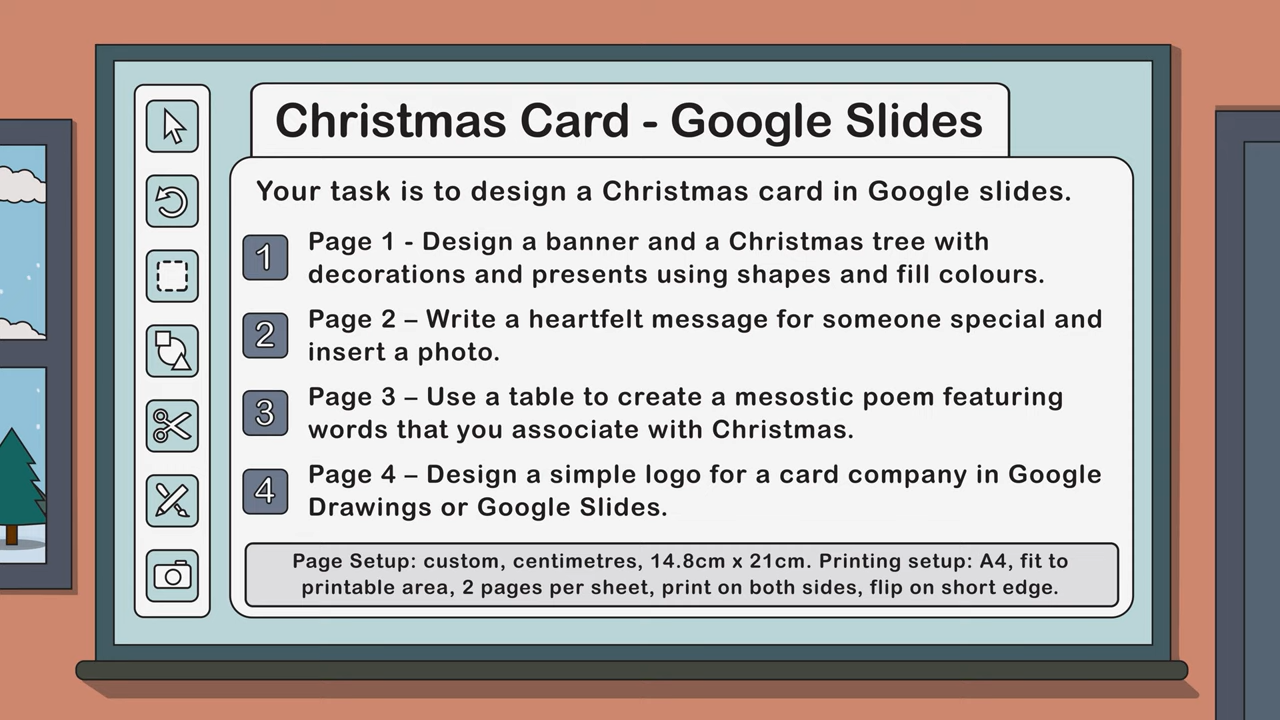 Christmas Card - Google Slides
Your task is to design a Christmas card in Google slides.
1
Page 1 - Design a banner and a Christmas tree with
decorations and presents using shapes and fill colours.
2
Page 2 – Write a heartfelt message for someone special and
insert a photo.
3
Page 3 – Use a table to create a mesostic poem featuring
words that you associate with Christmas.
4
Page 4 – Design a simple logo for a card company in Google
Drawings or Google Slides.
Page Setup: custom, centimetres, 14.8cm x 21cm. Printing setup: A4, fit to
printable area, 2 pages per sheet, print on both sides, flip on short edge.